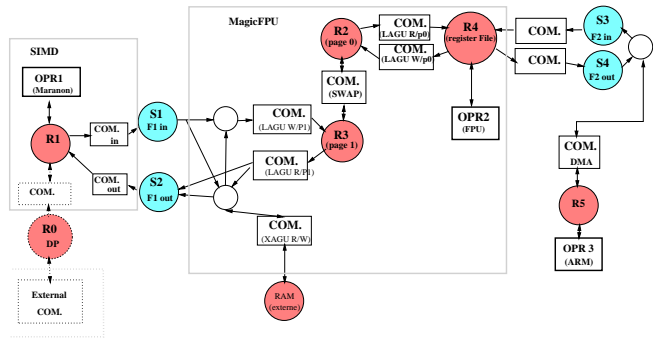 MagicFPU
SIMD
OPR1
(Maranon)
R1
COM.
in
COM.
out
COM.
R0
DP
External
COM.
S1
F1 in
S2
F1 out
COM.
(LAGU W/P1)
COM.
(LAGU R/P1)
COM.
(XAGU R/W)
RAM
(externe)
R2
(page 0)
COM.
(SWAP)
R3
(page 1)
COM.
(LAGU R/p0)
COM.
(LAGU W/p0
R4
(register File)
OPR2
(FPU)
COM.
COM.
S3
F2 in
S4
F2 out
COM.
DMA
R5
OPR 3
(ARM)